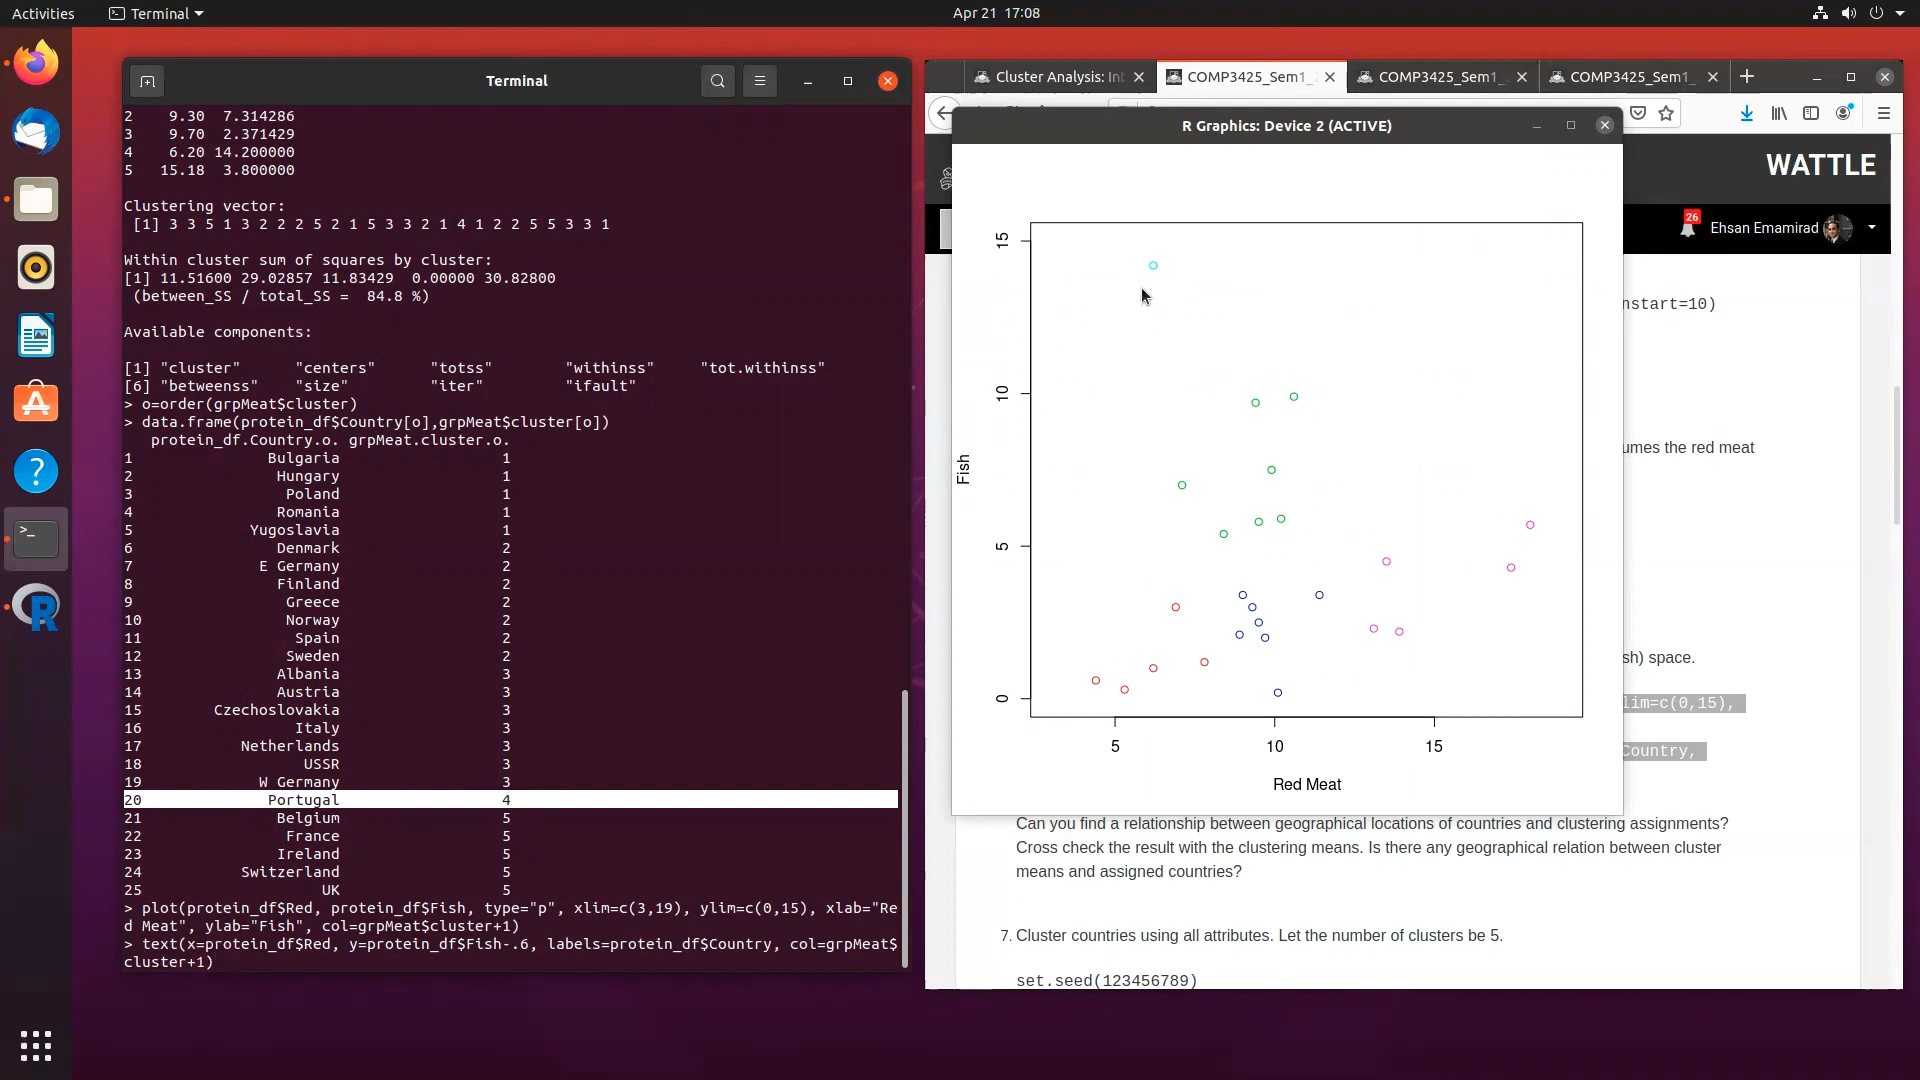 Activities
Terminal
Apr 21 17:08
Terminal
2 9.30 7.314286
3 9.70 2.371429
4 6.20 14.200000
5 15.18 3.800000
Clustering vector:
[1] 3 3 5 1 3 2 2 2 5 2 1 5 3 3 2 1 4 1 2 2 5 5 3 3 1
Within cluster sum of squares by cluster:
[1] 11.51600 29.02857 11.83429 0.00000 30.82800
(between_SS / total_SS = 84.8 %)
Available components:
[1] "cluster" "centers" "totss" "withinss" "tot.withinss"
[6] "betweenss" "size" "iter" "ifault"
> o=order(grpMeat$cluster)
> data.frame(protein_df$Country[o],grpMeat$cluster[o])
protein_df.Country.o. grpMeat.cluster.o.
1 Bulgaria 1
2 Hungary 1
3 Poland 1
4 Romania 1
5 Yugoslavia 1
6 Denmark 2
7 E Germany 2
8 Finland 2
9 Greece 2
10 Norway 2
11 Spain 2
12 Sweden 2
13 Albania 3
14 Austria 3
15 Czechoslovakia 3
16 Italy 3
17 Netherlands 3
18 USSR 3
19 W Germany 3
20 Portugal 4
21 Belgium 5
22 France 5
23 Ireland 5
24 Switzerland 5
25 UK 5
> plot(protein_df$Red, protein_df$Fish, type="p", xlim=c(3,19), ylim=c(0,15), xlab="Re
d Meat", ylab="Fish", col=grpMeat$cluster+1)
> text(x=protein_df$Red, y=protein_df$Fish-.6, labels=protein_df$Country, col=grpMeat$
cluster+1)
Cluster Analysis: Int
COMP3425_Sem1_
COMP3425_Sem1_
COMP3425_Sem1_
R Graphics: Device 2 (ACTIVE)
15
10
5
0
Fish
5 10 15
Red Meat
WATTLE
26
Ehsan Emamirad
nstart=10)
umes the red meat
sh) space.
lim=c(0,15),
Country,
Can you find a relationship between geographical locations of countries and clustering assignments?
Cross check the result with the clustering means. Is there any geographical relation between cluster
means and assigned countries?
7. Cluster countries using all attributes. Let the number of clusters be 5.
set.seed(123456789)